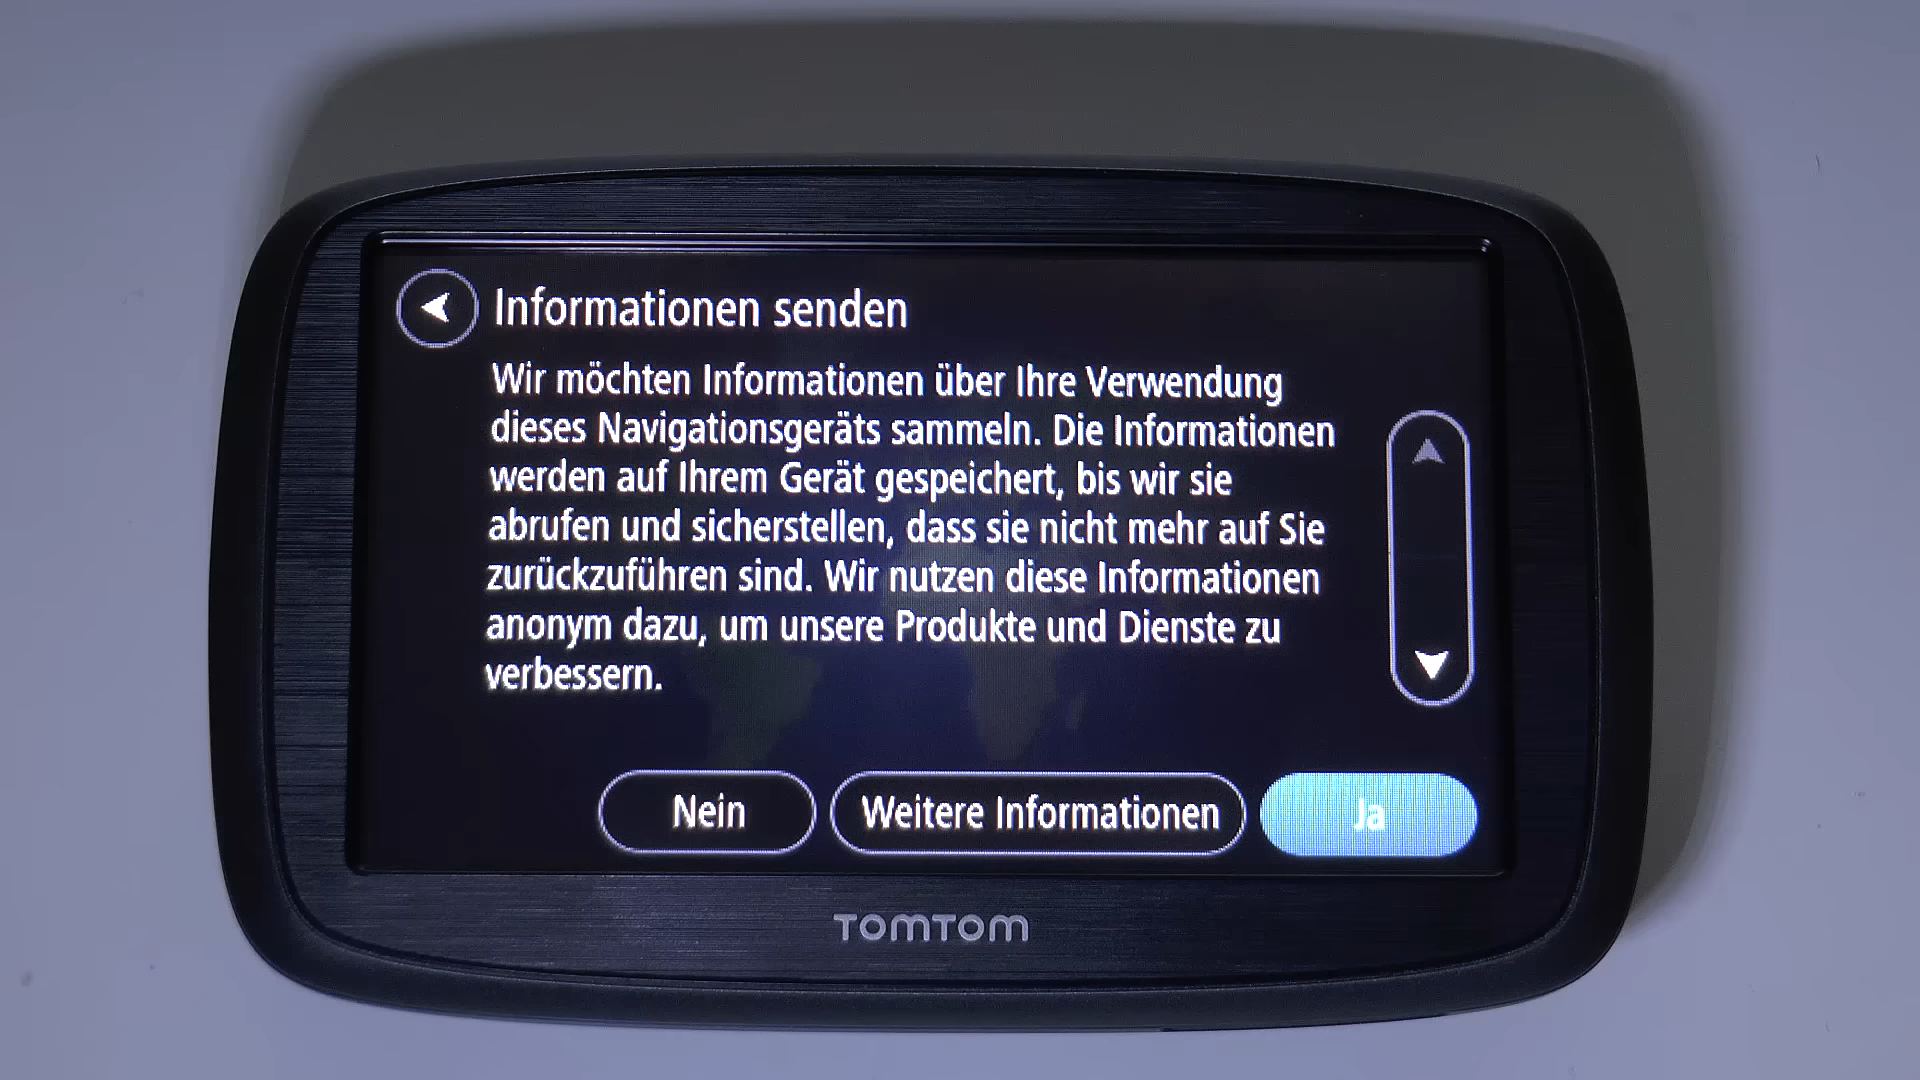 Informationen senden
Wir möchten Informationen über Ihre Verwendung
dieses Navigationsgeräts sammeln. Die Informationen
werden auf Ihrem Gerät gespeichert, bis wir sie
abrufen und sicherstellen, dass sie nicht mehr auf Sie
zurückzuführen sind. Wir nutzen diese Informationen
anonym dazu, um unsere Produkte und Dienste zu
verbessern.
Nein
Weitere Informationen
Ja
TOMTOM